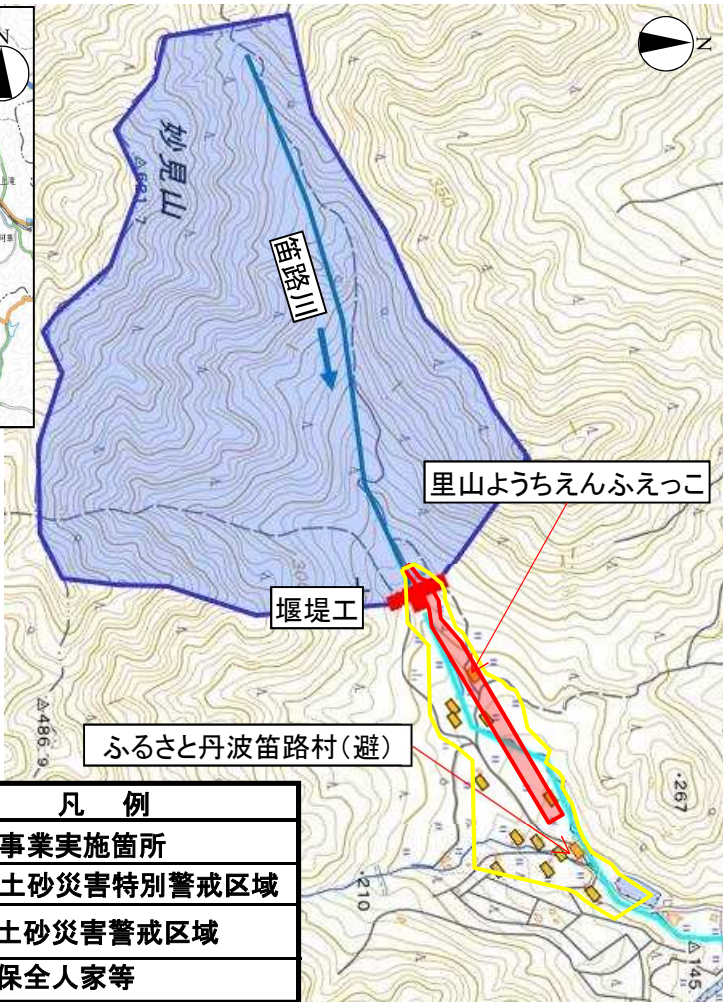 N
N
妙見山
350
笛路川
里山ようちえんふえっこ
堰堤工
ふるさと丹波笛路村(避)
△486.9
・267
・210
△145.
凡 例
事業実施箇所
土砂災害特別警戒区域
土砂災害警戒区域
保全人家等